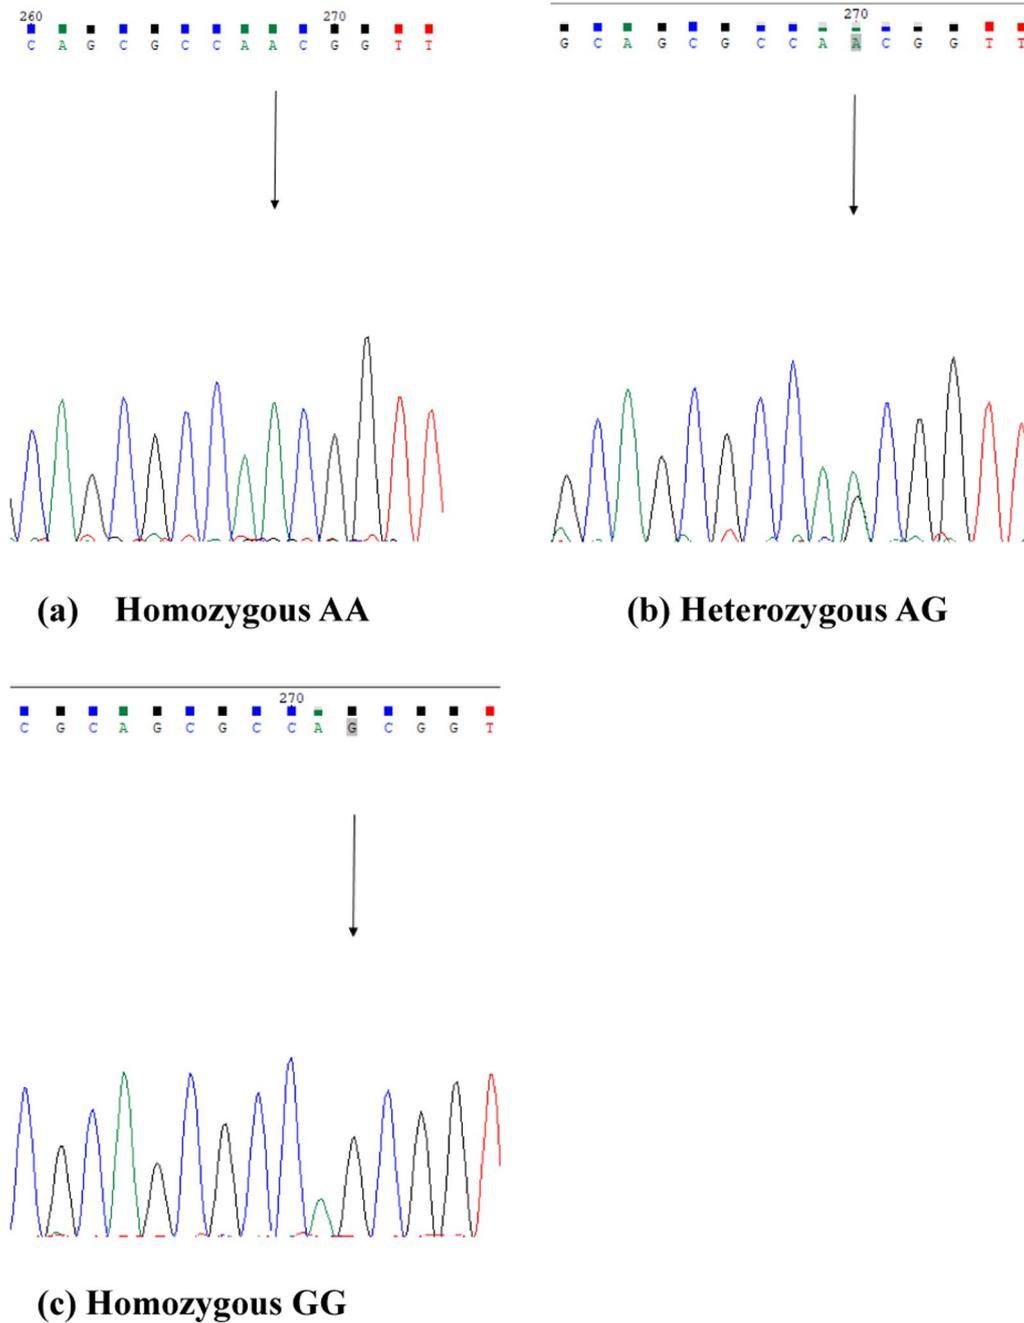 260 270
C A G C G C C A A C G G T T
270
G C A G C G C C A A C G G T T
(a) Homozygous AA
(b) Heterozygous AG
270
C G C A G C G C C A G C G G T
(c) Homozygous GG